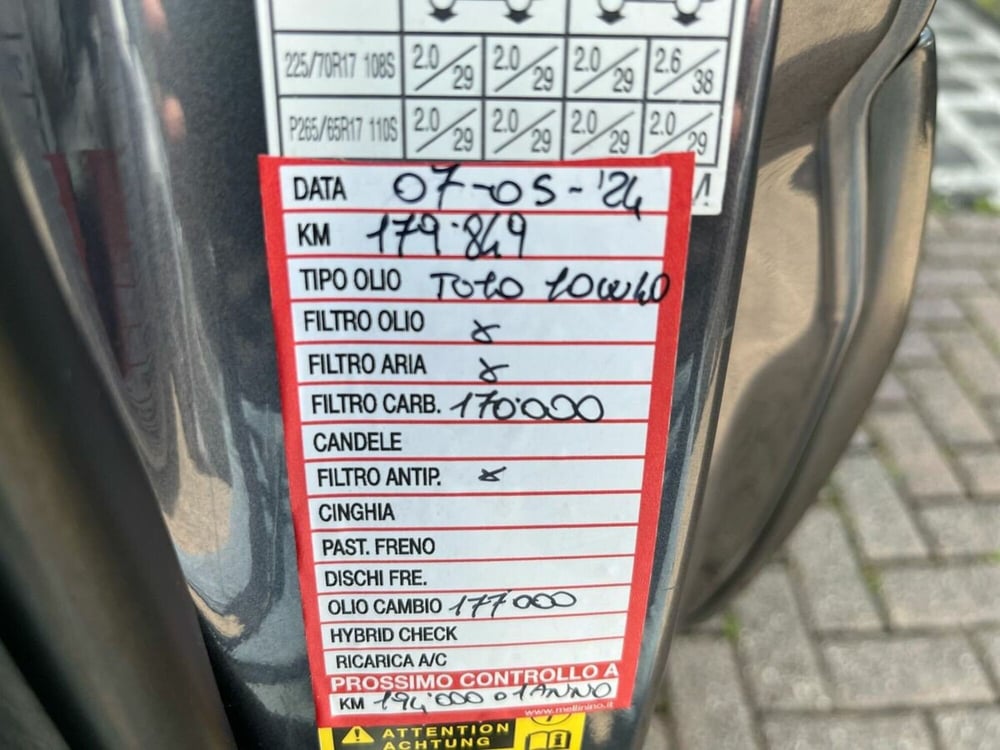 225/70R17 108S 2.0/29 2.0/29 2.0/29 2.6/38
P265/65R17 110S 2.0/29 2.0/29 2.0/29 2.0/29
DATA 07-05-'24
KM 179.849
TIPO OLIO 10W40
FILTRO OLIO x
FILTRO ARIA x
FILTRO CARB. 170'000
CANDELE
FILTRO ANTIP. x
CINGHIA
PAST. FRENO
DISCHI FRE.
OLIO CAMBIO 177'000
HYBRID CHECK
RICARICA A/C
PROSSIMO CONTROLLO A
KM 194'000 o 1 ANNO
www.mellinino.it
ATTENTION
ACHTUNG